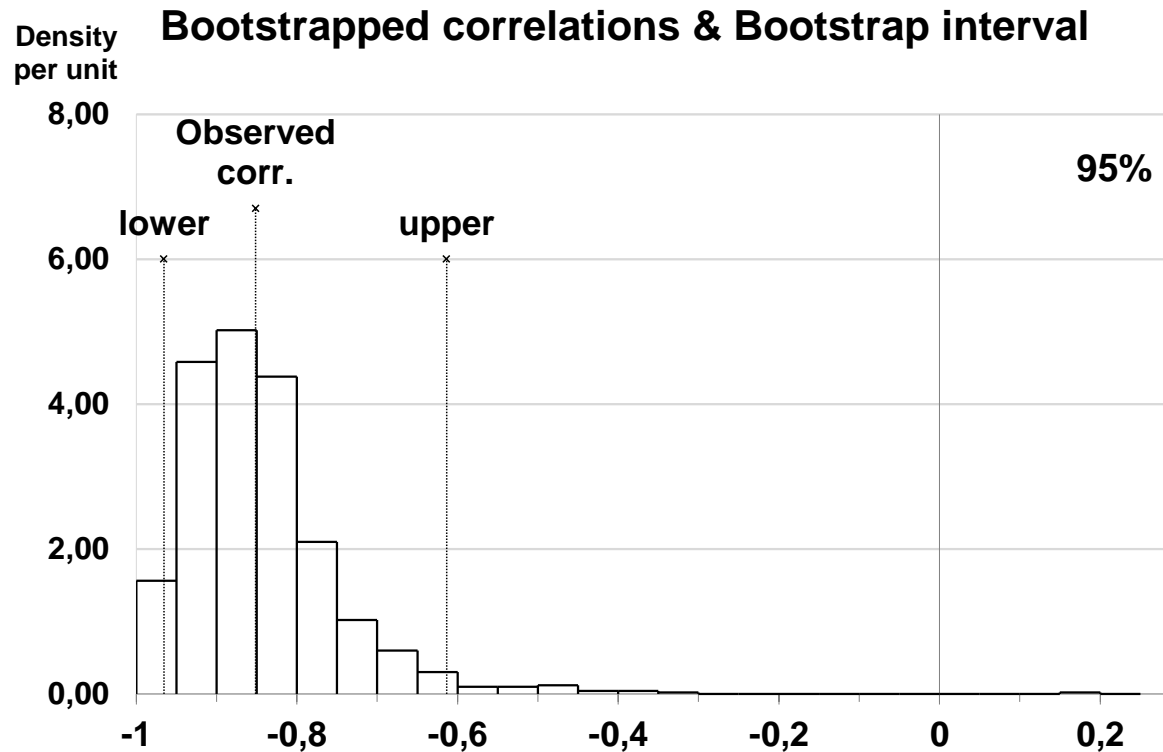 Bootstrapped correlations & Bootstrap interval
Density
per unit
8,00
6,00
4,00
2,00
0,00
Observed
corr.
lower
upper
95%
-1
-0,8
-0,6
-0,4
-0,2
0
0,2